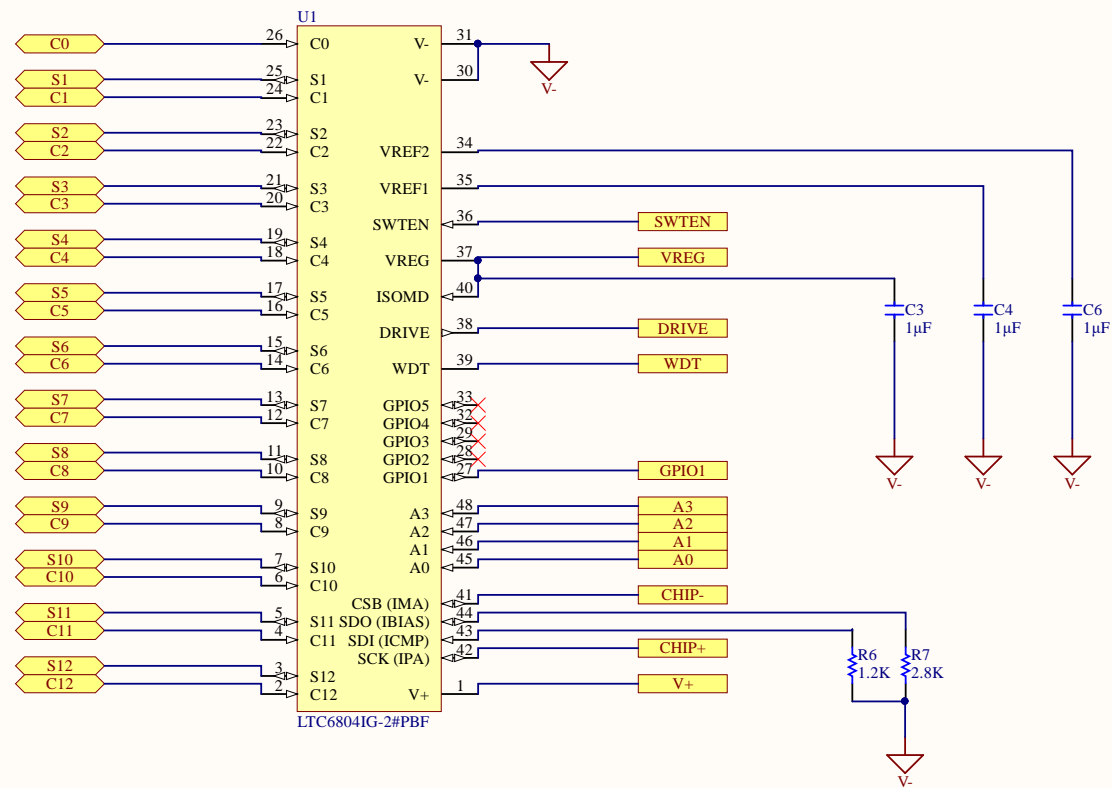 U1
C0 26 C0 V- 31
V-
S1 25 S1 V- 30
C1 24 C1
S2 23 S2
C2 22 C2 VREF2 34
S3 21 S3 VREF1 35
C3 20 C3
SWTEN 36 SWTEN
S4 19 S4
C4 18 C4 VREG 37 VREG
S5 17 S5 ISOMD 40
C5 16 C5
C3 C4 C6
1μF 1μF 1μF
DRIVE 38 DRIVE
S6 15 S6
C6 14 C6 WDT 39 WDT
S7 13 S7 GPIO5 33
C7 12 C7 GPIO4 32
GPIO3 29
S8 11 S8 GPIO2 28
C8 10 C8 GPIO1 27 GPIO1
V- V- V-
S9 9 S9 A3 48 A3
C9 8 C9 A2 47 A2
A1 46 A1
S10 7 S10 A0 45 A0
C10 6 C10
CSB (IMA) 41 CHIP-
S11 5 S11 SDO (IBIAS) 44
C11 4 C11 SDI (ICMP) 43
SCK (IPA) 42 CHIP+
R6 R7
1.2K 2.8K
S12 3 S12
C12 2 C12 V+ 1 V+
LTC6804IG-2#PBF
V-